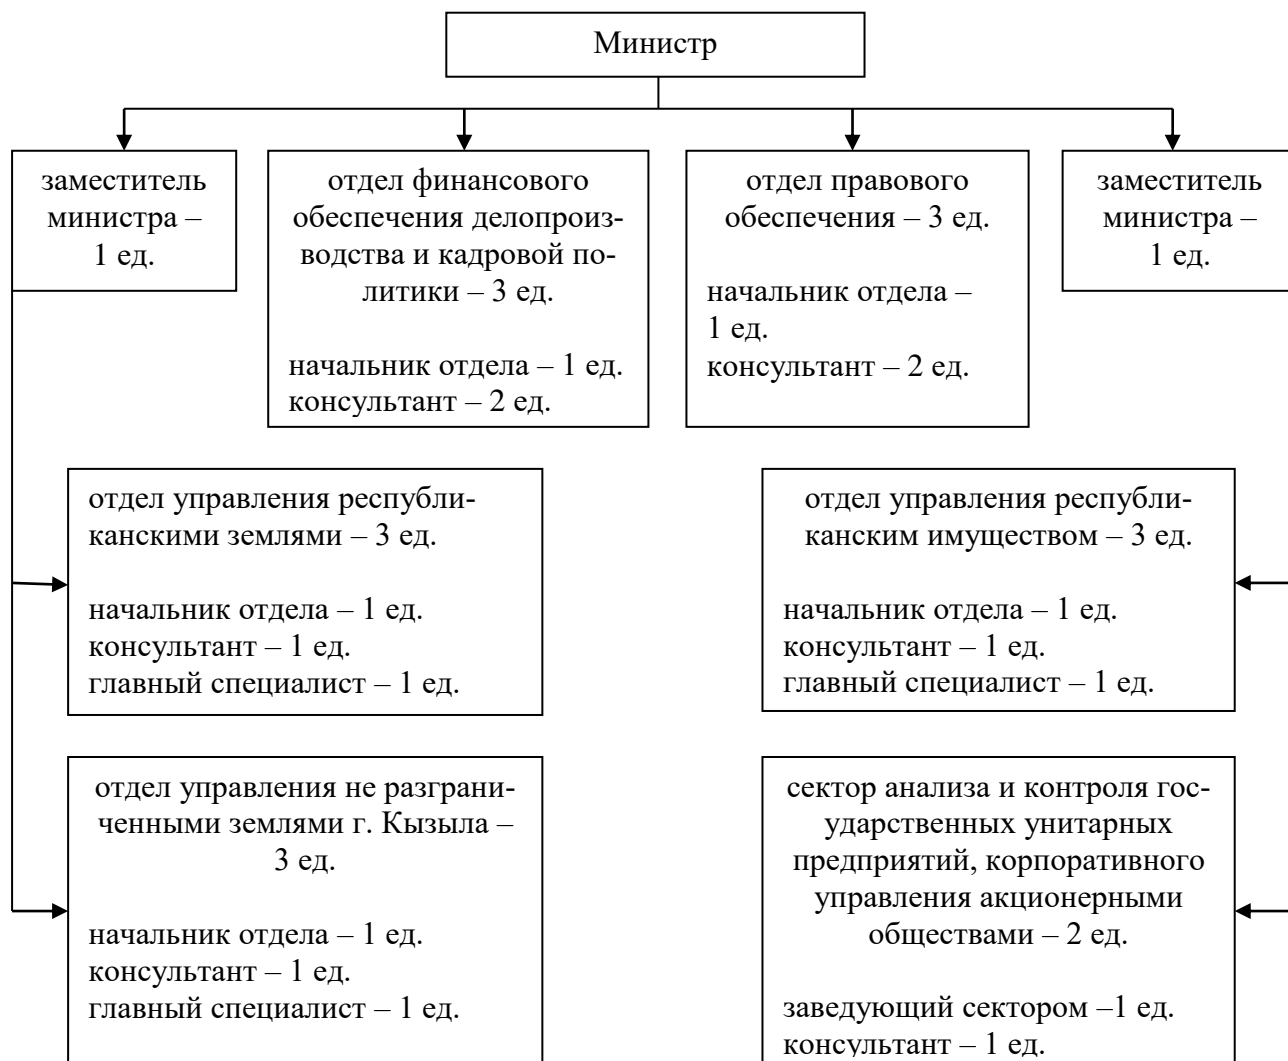 Министр
заместитель
министра –
1 ед.
отдел финансового
обеспечения делопроиз-
водства и кадровой по-
литики – 3 ед.
начальник отдела – 1 ед.
консультант – 2 ед.
отдел правового
обеспечения – 3 ед.
начальник отдела –
1 ед.
консультант – 2 ед.
заместитель
министра –
1 ед.
отдел управления республи-
канскими землями – 3 ед.
начальник отдела – 1 ед.
консультант – 1 ед.
главный специалист – 1 ед.
отдел управления республи-
канским имуществом – 3 ед.
начальник отдела – 1 ед.
консультант – 1 ед.
главный специалист – 1 ед.
отдел управления не разграни-
ченными землями г. Кызыла –
3 ед.
начальник отдела – 1 ед.
консультант – 1 ед.
главный специалист – 1 ед.
сектор анализа и контроля гос-
ударственных унитарных
предприятий, корпоративного
управления акционерными
обществами – 2 ед.
заведующий сектором –1 ед.
консультант – 1 ед.